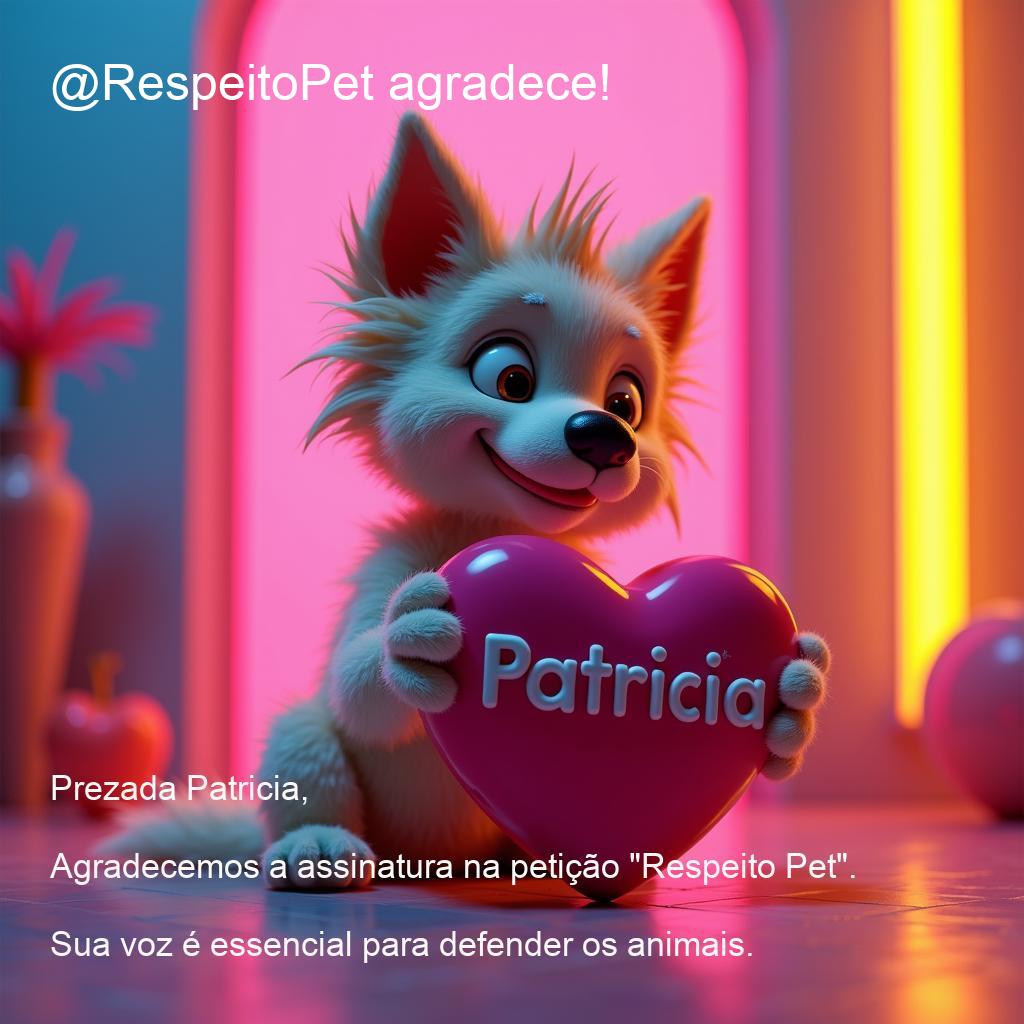 @RespeitoPet agradece!
Patricia
Prezada Patricia,
Agradecemos a assinatura na petição "Respeito Pet".
Sua voz é essencial para defender os animais.